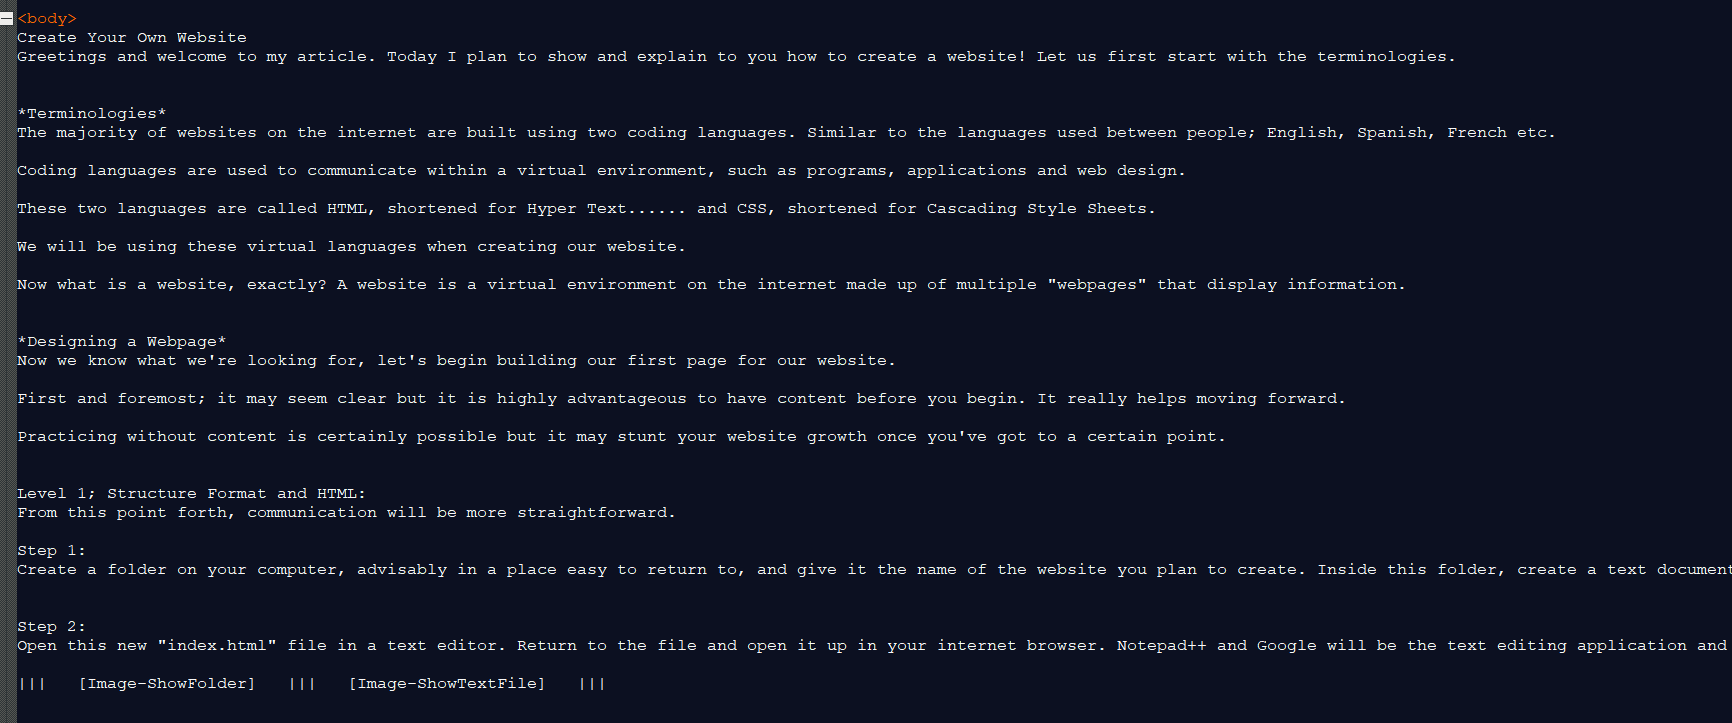 <body>
Create Your Own Website
Greetings and welcome to my article. Today I plan to show and explain to you how to create a website! Let us first start with the terminologies.
*Terminologies*
The majority of websites on the internet are built using two coding languages. Similar to the languages used between people; English, Spanish, French etc.
Coding languages are used to communicate within a virtual environment, such as programs, applications and web design.
These two languages are called HTML, shortened for Hyper Text...... and CSS, shortened for Cascading Style Sheets.
We will be using these virtual languages when creating our website.
Now what is a website, exactly? A website is a virtual environment on the internet made up of multiple "webpages" that display information.
*Designing a Webpage*
Now we know what we're looking for, let's begin building our first page for our website.
First and foremost; it may seem clear but it is highly advantageous to have content before you begin. It really helps moving forward.
Practicing without content is certainly possible but it may stunt your website growth once you've got to a certain point.
Level 1; Structure Format and HTML:
From this point forth, communication will be more straightforward.
Step 1:
Create a folder on your computer, advisably in a place easy to return to, and give it the name of the website you plan to create. Inside this folder, create a text document
Step 2:
Open this new "index.html" file in a text editor. Return to the file and open it up in your internet browser. Notepad++ and Google will be the text editing application and
||| [Image-ShowFolder] ||| [Image-ShowTextFile] |||